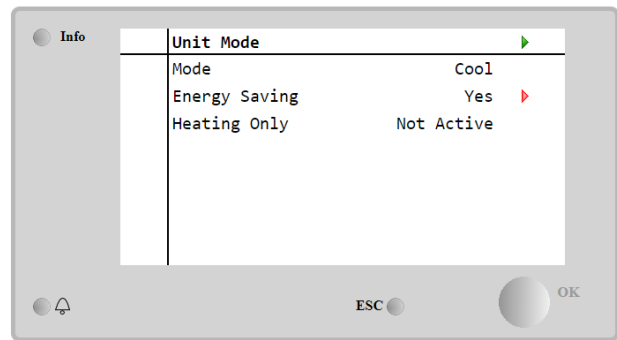 Info
Unit Mode
Mode Cool
Energy Saving Yes
Heating Only Not Active
ESC
OK